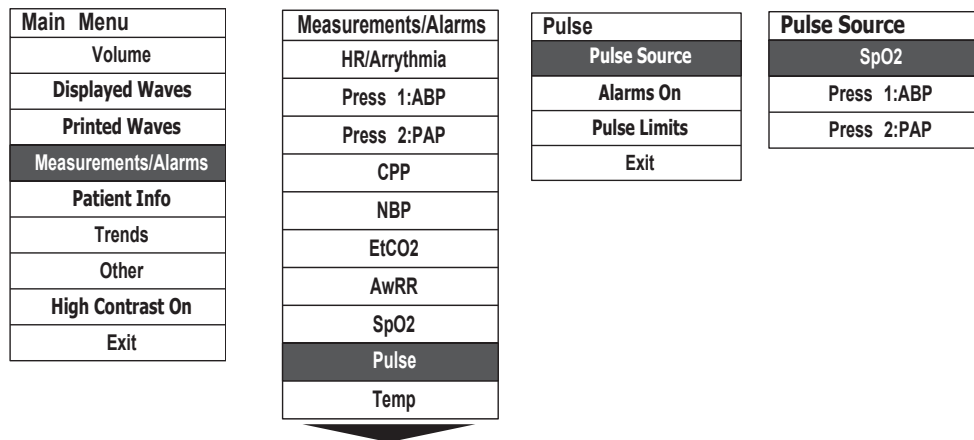 Main Menu
Volume
Displayed Waves
Printed Waves
Measurements/Alarms
Patient Info
Trends
Other
High Contrast On
Exit
Measurements/Alarms
HR/Arrythmia
Press 1:ABP
Press 2:PAP
CPP
NBP
EtCO2
AwRR
SpO2
Pulse
Temp
Pulse
Pulse Source
Alarms On
Pulse Limits
Exit
Pulse Source
SpO2
Press 1:ABP
Press 2:PAP